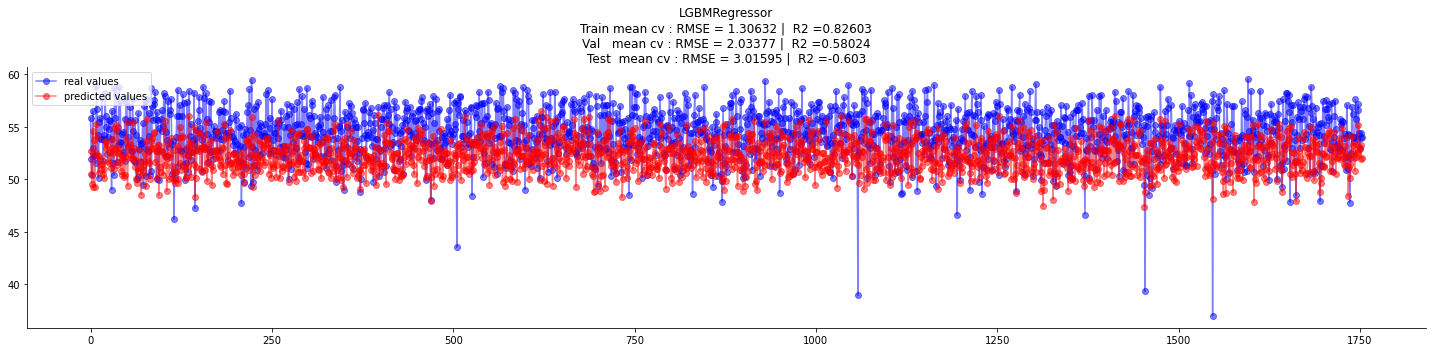 LGBMRegressor
Train mean cv : RMSE = 1.30632 |  R2 =0.82603
Val   mean cv : RMSE = 2.03377 |  R2 =0.58024
Test  mean cv : RMSE = 3.01595 |  R2 =-0.603
real values
predicted values
60
55
50
45
40
0 250 500 750 1000 1250 1500 1750